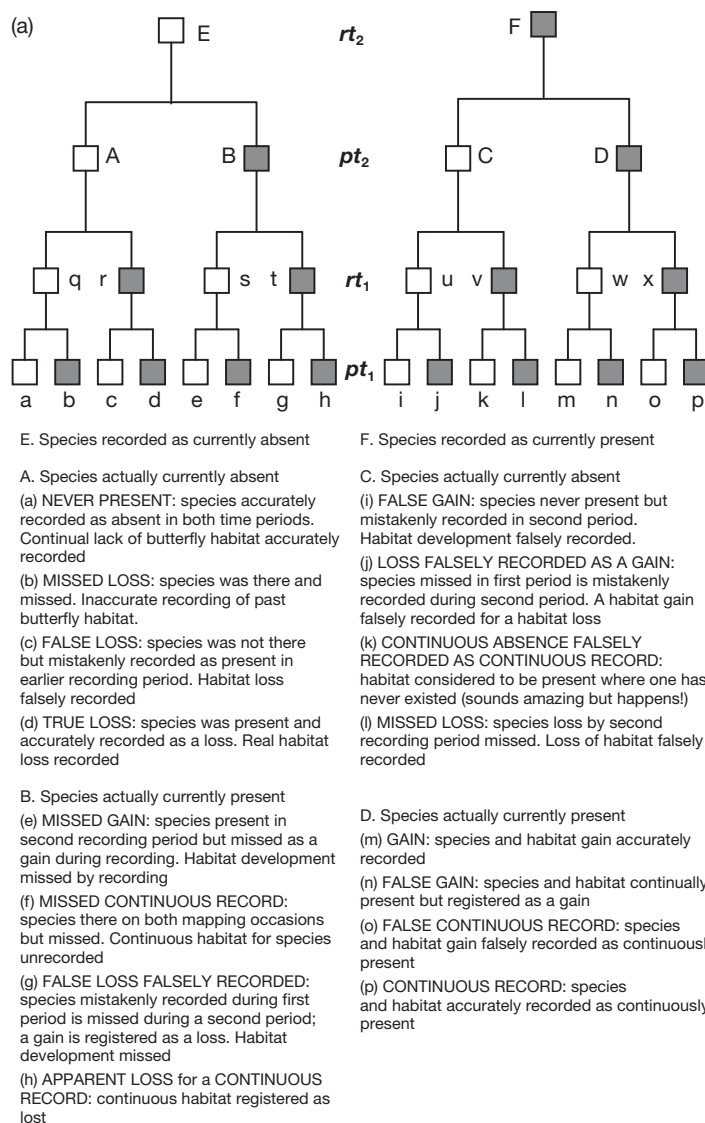 (a)
E rt2 F
A B pt2 C D
q r s t rt1 u v w x
pt1
a b c d e f g h i j k l m n o p
E. Species recorded as currently absent
A. Species actually currently absent
(a) NEVER PRESENT: species accurately
recorded as absent in both time periods.
Continual lack of butterfly habitat accurately
recorded
(b) MISSED LOSS: species was there and
missed. Inaccurate recording of past
butterfly habitat.
(c) FALSE LOSS: species was not there
but mistakenly recorded as present in
earlier recording period. Habitat loss
falsely recorded
(d) TRUE LOSS: species was present and
accurately recorded as a loss. Real habitat
loss recorded
B. Species actually currently present
(e) MISSED GAIN: species present in
second recording period but missed as a
gain during recording. Habitat development
missed by recording
(f) MISSED CONTINUOUS RECORD:
species there on both mapping occasions
but missed. Continuous habitat for species
unrecorded
(g) FALSE LOSS FALSELY RECORDED:
species mistakenly recorded during first
period is missed during a second period;
a gain is registered as a loss. Habitat
development missed
(h) APPARENT LOSS for a CONTINUOUS
RECORD: continuous habitat registered as
lost
F. Species recorded as currently present
C. Species actually currently absent
(i) FALSE GAIN: species never present but
mistakenly recorded in second period.
Habitat development falsely recorded.
(j) LOSS FALSELY RECORDED AS A GAIN:
species missed in first period is mistakenly
recorded during second period. A habitat gain
falsely recorded for a habitat loss
(k) CONTINUOUS ABSENCE FALSELY
RECORDED AS CONTINUOUS RECORD:
habitat considered to be present where one has
never existed (sounds amazing but happens!)
(l) MISSED LOSS: species loss by second
recording period missed. Loss of habitat falsely
recorded
D. Species actually currently present
(m) GAIN: species and habitat gain accurately
recorded
(n) FALSE GAIN: species and habitat continually
present but registered as a gain
(o) FALSE CONTINUOUS RECORD: species
and habitat gain falsely recorded as continuousl
present
(p) CONTINUOUS RECORD: species
and habitat accurately recorded as continuously
present